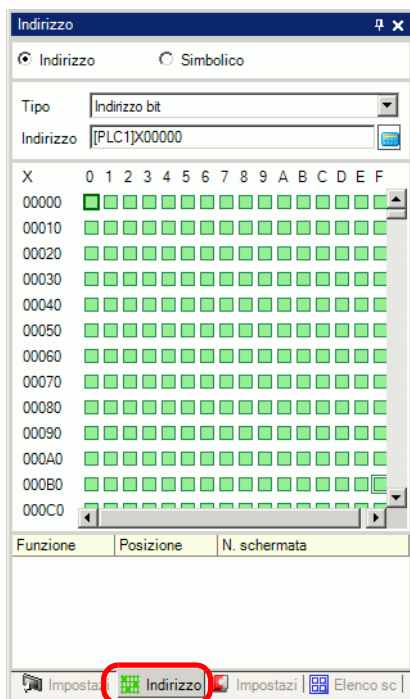 Indirizzo
Indirizzo Simbolico
Tipo Indirizzo bit
Indirizzo [PLC1]X00000
X 0 1 2 3 4 5 6 7 8 9 A B C D E F
00000
00010
00020
00030
00040
00050
00060
00070
00080
00090
000A0
000B0
000C0
Funzione Posizione N. schermata
Impostazi Indirizzo Impostazi Elenco sc